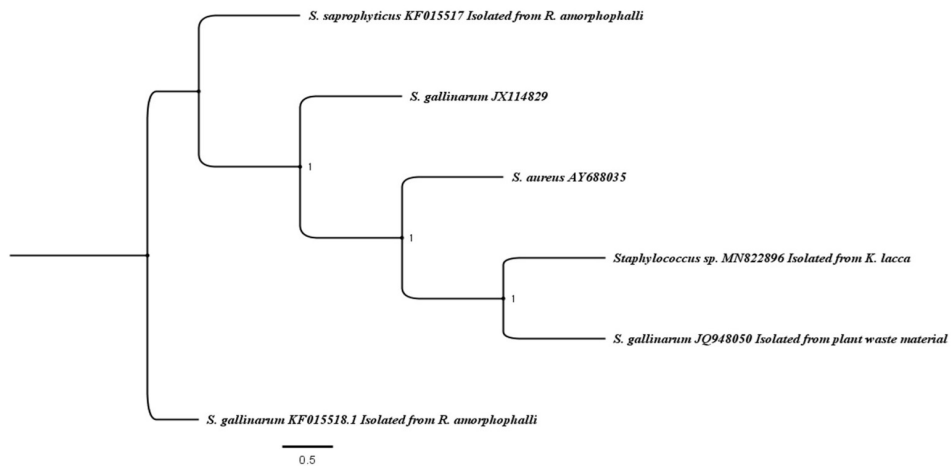 S. saprophyticus KF015517 Isolated from R. amorphophalli
S. gallinarum JX114829
1
S. aureus AY688035
1
Staphylococcus sp. MN822896 Isolated from K. lacca
1
S. gallinarum JQ948050 Isolated from plant waste material
S. gallinarum KF015518.1 Isolated from R. amorphophalli
0.5